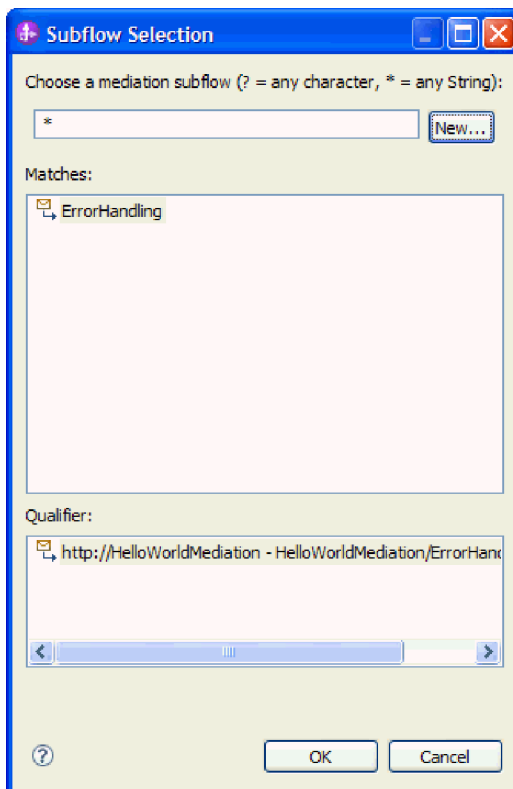 Subflow Selection
Choose a mediation subflow (? = any character, * = any String):
*
New...
Matches:
ErrorHandling
Qualifier:
http://HelloWorldMediation - HelloWorldMediation/ErrorHand
?
OK
Cancel